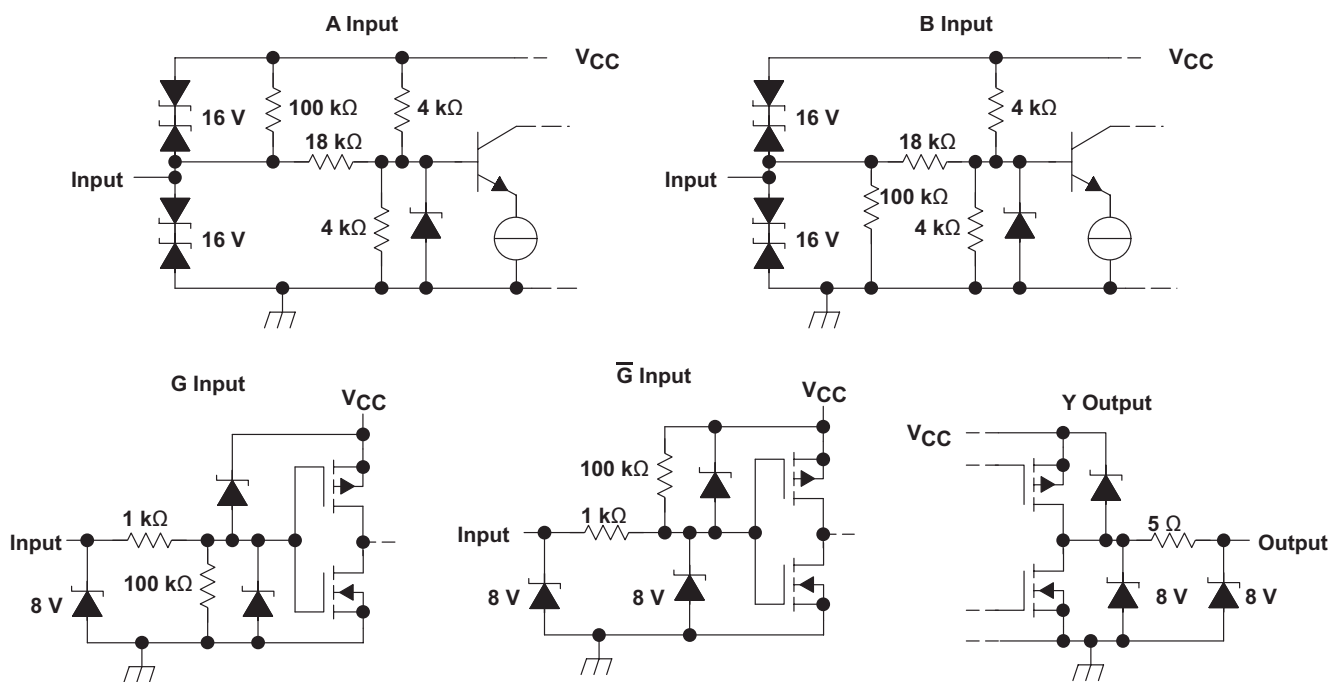 A Input
B Input
VCC
VCC
16 V
100 kΩ
4 kΩ
18 kΩ
Input
16 V
4 kΩ
16 V
4 kΩ
18 kΩ
Input
100 kΩ
16 V
4 kΩ
G Input
G̅ Input
VCC
VCC
Y Output
VCC
1 kΩ
Input
8 V
100 kΩ
100 kΩ
1 kΩ
Input
8 V
8 V
5 Ω
Output
8 V
8 V